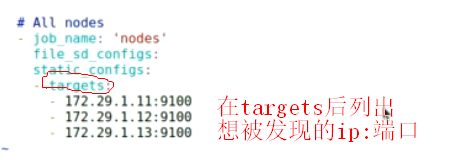 # All nodes
- job_name: 'nodes'
  file_sd_configs:
  static_configs:
  - targets:
    - 172.29.1.11:9100
    - 172.29.1.12:9100
    - 172.29.1.13:9100
在targets后列出
想被发现的ip:端口
~